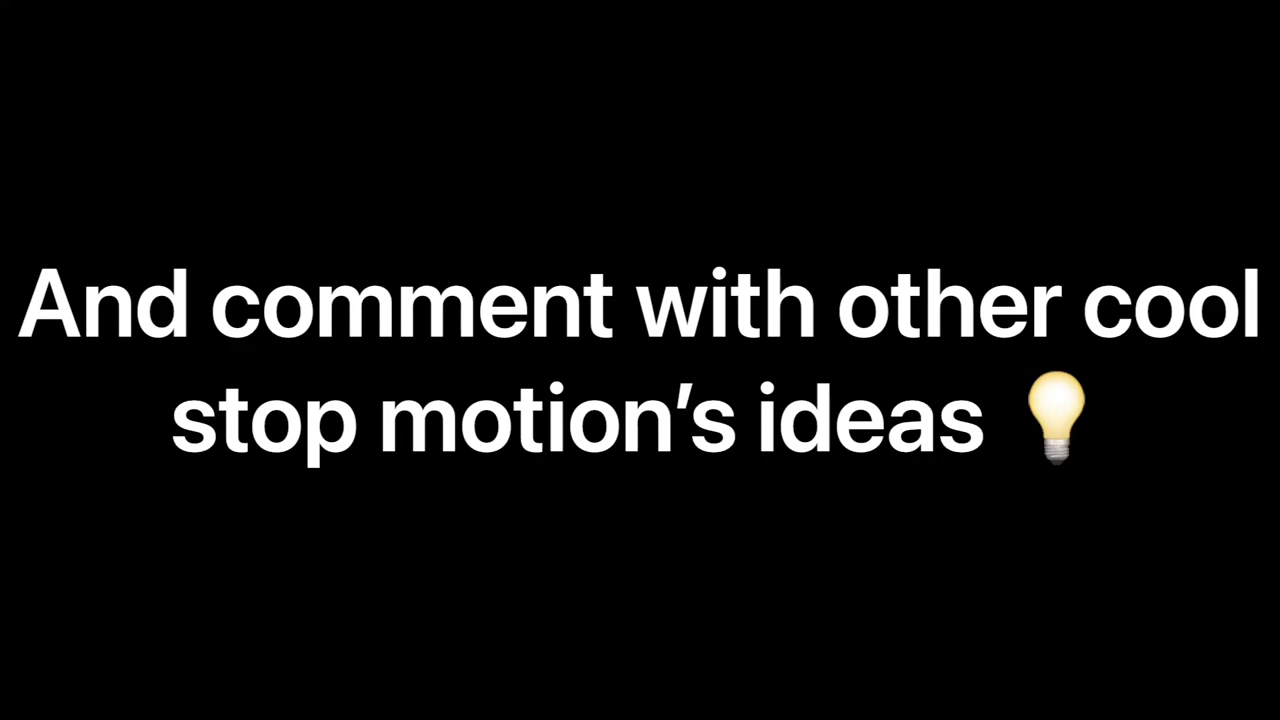 And comment with other cool
stop motion’s ideas 💡